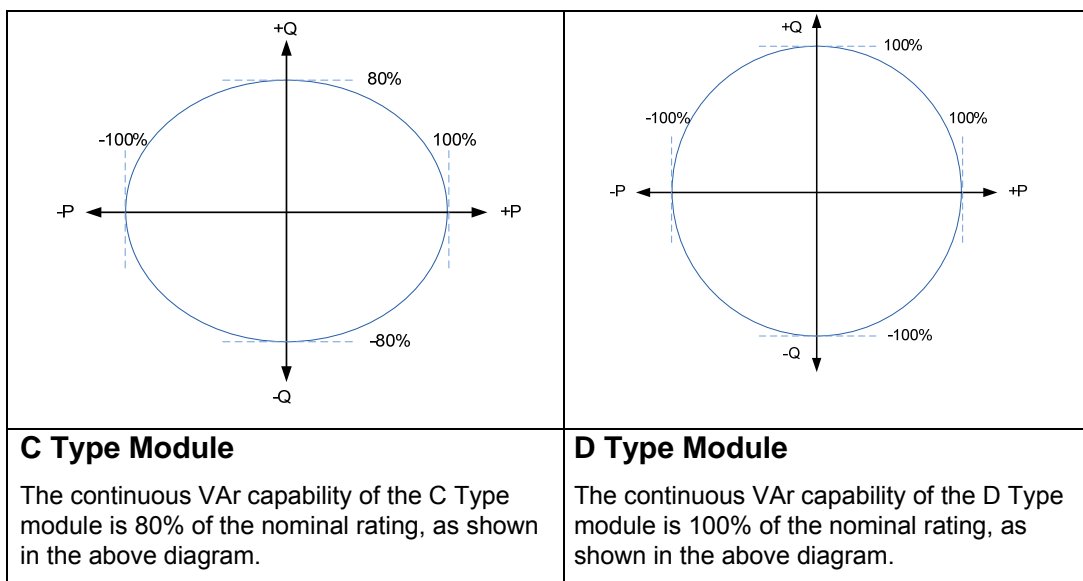 +Q
80%
-100%
100%
-P
+P
-80%
-Q
+Q
100%
-100%
100%
-P
+P
-100%
-Q
C Type Module
The continuous VAr capability of the C Type
module is 80% of the nominal rating, as shown
in the above diagram.
D Type Module
The continuous VAr capability of the D Type
module is 100% of the nominal rating, as
shown in the above diagram.